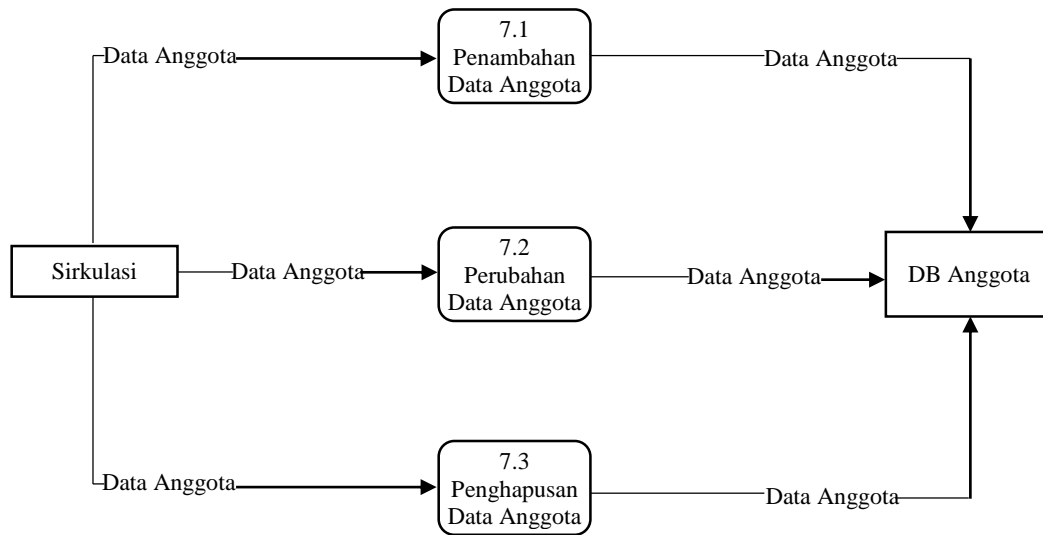 7.1
Penambahan
Data Anggota
Data Anggota
Data Anggota
Sirkulasi
Data Anggota
7.2
Perubahan
Data Anggota
Data Anggota
DB Anggota
Data Anggota
7.3
Penghapusan
Data Anggota
Data Anggota